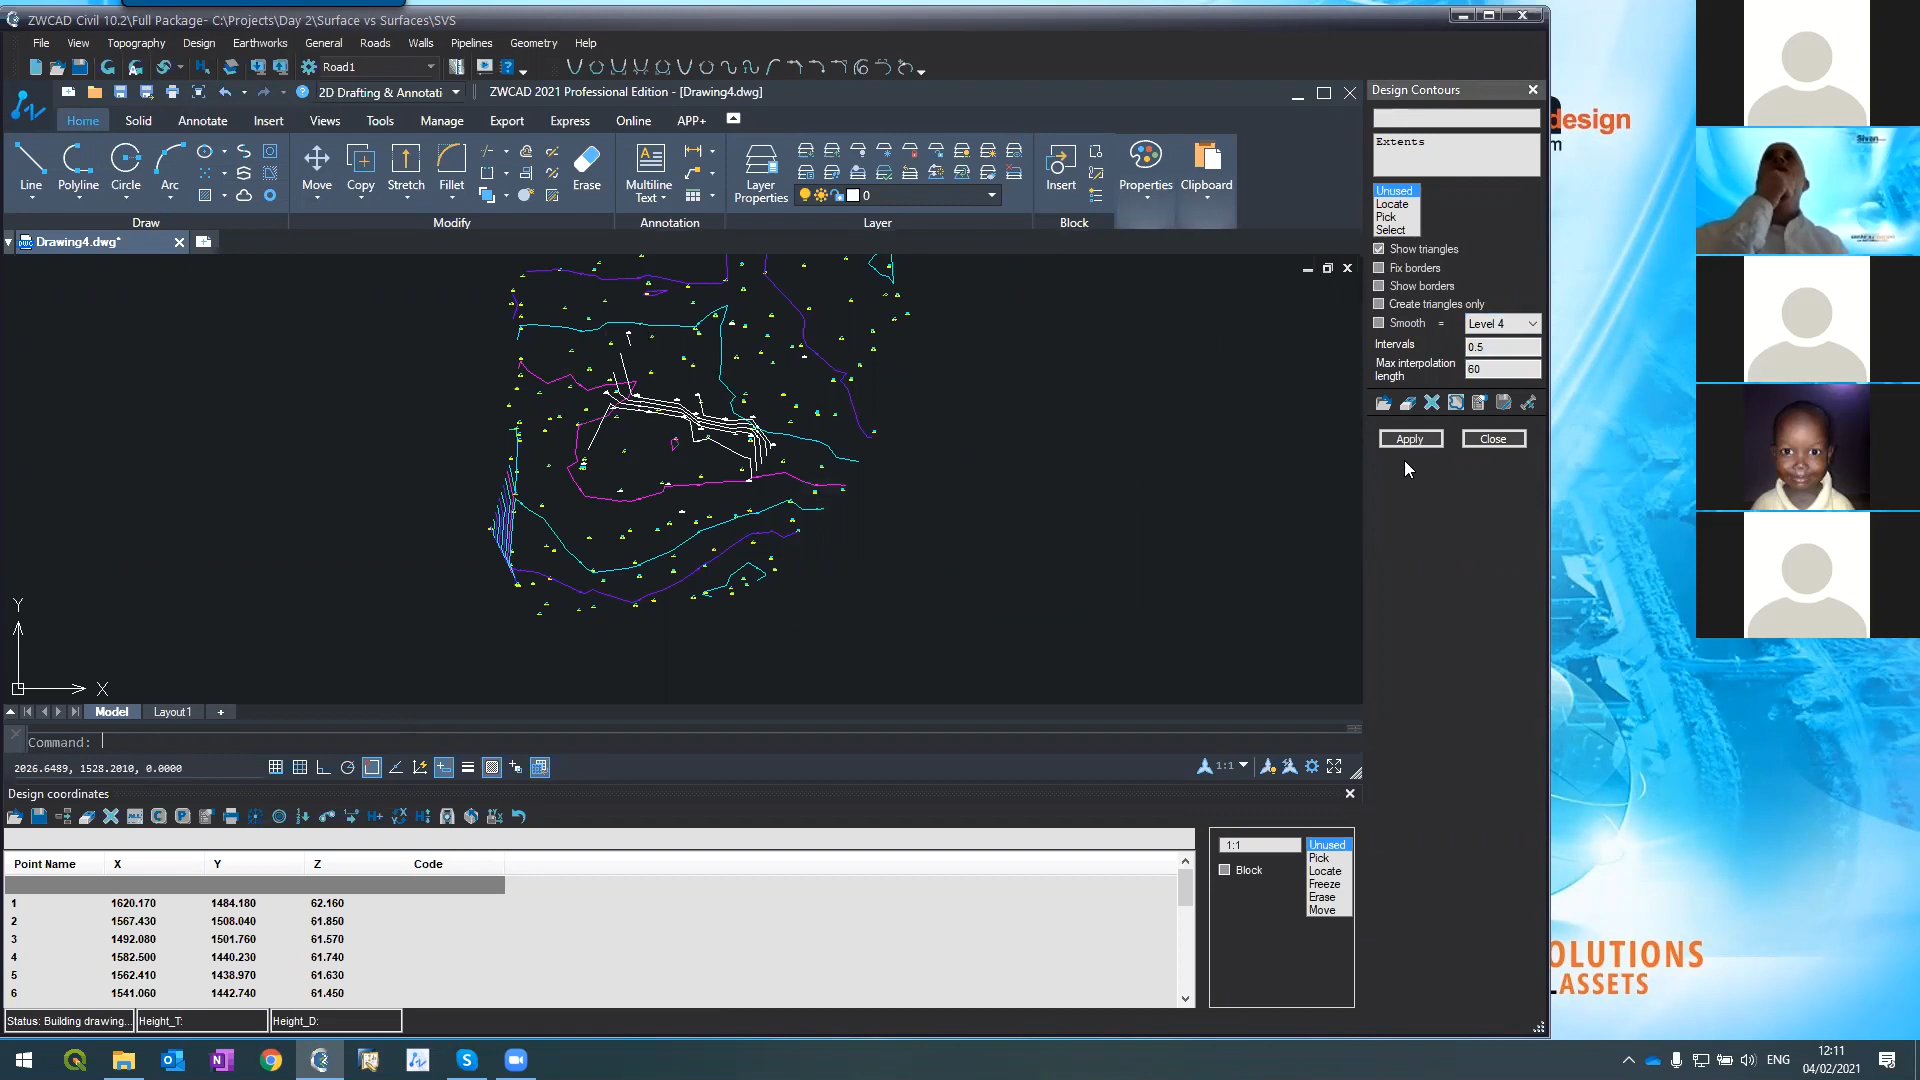 ZWCAD Civil 10.2\Full Package- C:\Projects\Day 2\Surface vs Surfaces\SVS
File View Topography Design Earthworks General Roads Walls Pipelines Geometry Help
Road1
2D Drafting & Annotati
ZWCAD 2021 Professional Edition - [Drawing4.dwg]
Home Solid Annotate Insert Views Tools Manage Export Express Online APP+
Line Polyline Circle Arc
Move Copy Stretch Fillet Erase
Multiline Text
Layer Properties
0
Insert
Properties
Clipboard
Draw Modify Annotation Layer Block
Drawing4.dwg*
Y
X
Model Layout1 +
Command:
2026.6489, 1528.2010, 0.0000
1:1
Design Contours
Extents
Unused
Locate
Pick
Select
Show triangles
Fix borders
Show borders
Create triangles only
Smooth = Level 4
Intervals 0.5
Max interpolation length 60
Apply Close
Design coordinates
Point Name X Y Z Code
1 1620.170 1484.180 62.160
2 1567.430 1508.040 61.850
3 1492.080 1501.760 61.570
4 1582.500 1440.230 61.740
5 1562.410 1438.970 61.630
6 1541.060 1442.740 61.450
1:1
Block
Unused
Pick
Locate
Freeze
Erase
Move
Status: Building drawing... Height_T: Height_D:
design
m
OLUTIONS
ASSETS
ENG
12:11
04/02/2021